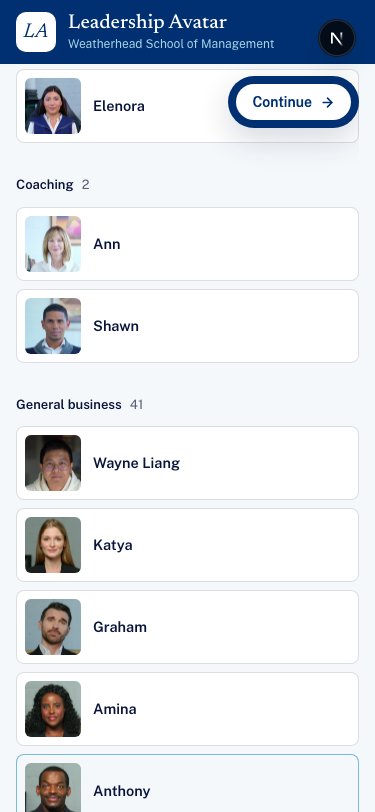 LA
Leadership Avatar
Weatherhead School of Management
N
Elenora
Continue →
Coaching 2
Ann
Shawn
General business 41
Wayne Liang
Katya
Graham
Amina
Anthony